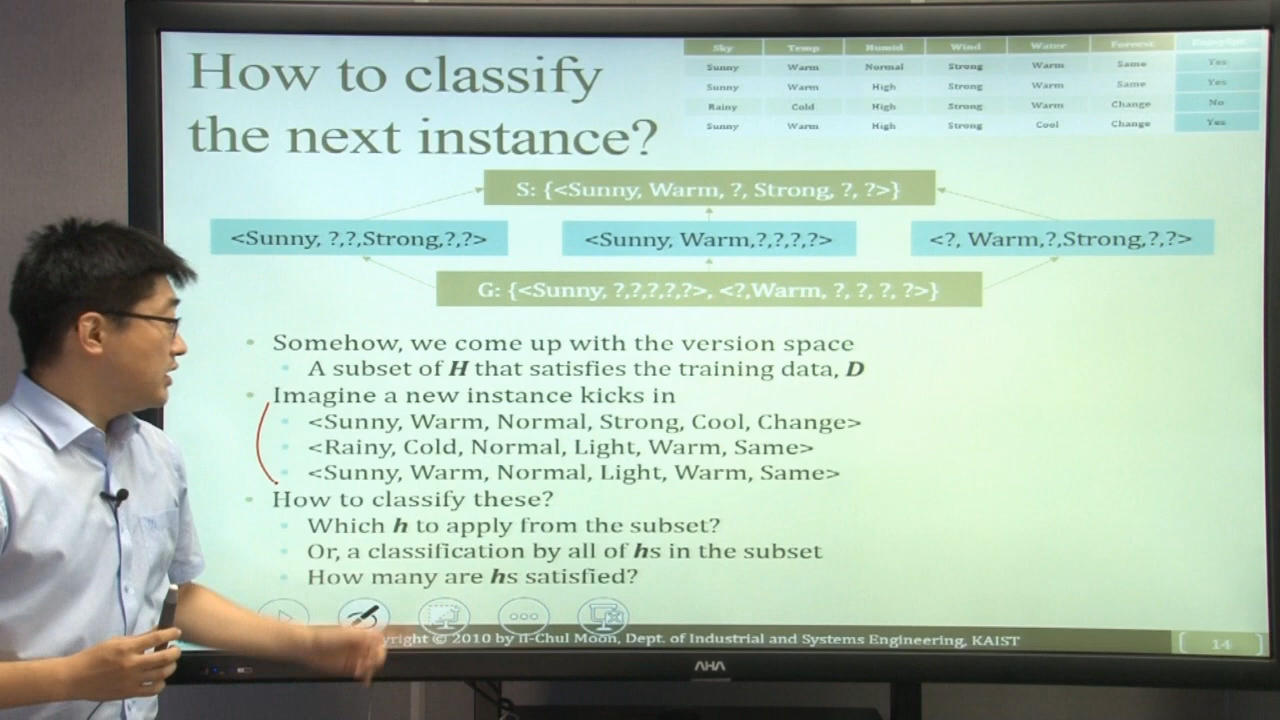 How to classify
the next instance?
Sky Temp Humid Wind Water Forecst
Sunny Warm Normal Strong Warm Same Yes
Sunny Warm High Strong Warm Same Yes
Rainy Cold High Strong Warm Change No
Sunny Warm High Strong Cool Change Yes
S: {<Sunny, Warm, ?, Strong, ?, ?>}
<Sunny, ?,?,Strong,?,?> <Sunny, Warm,?,?,?,?> <?, Warm,?,Strong,?,?>
G: {<Sunny, ?,?,?,?,?>, <?,Warm, ?, ?, ?, ?>}
• Somehow, we come up with the version space
• A subset of H that satisfies the training data, D
• Imagine a new instance kicks in
• <Sunny, Warm, Normal, Strong, Cool, Change>
• <Rainy, Cold, Normal, Light, Warm, Same>
• <Sunny, Warm, Normal, Light, Warm, Same>
• How to classify these?
• Which h to apply from the subset?
• Or, a classification by all of hs in the subset
• How many are hs satisfied?
© 2010 by Il-Chul Moon, Dept. of Industrial and Systems Engineering, KAIST 14
AHA